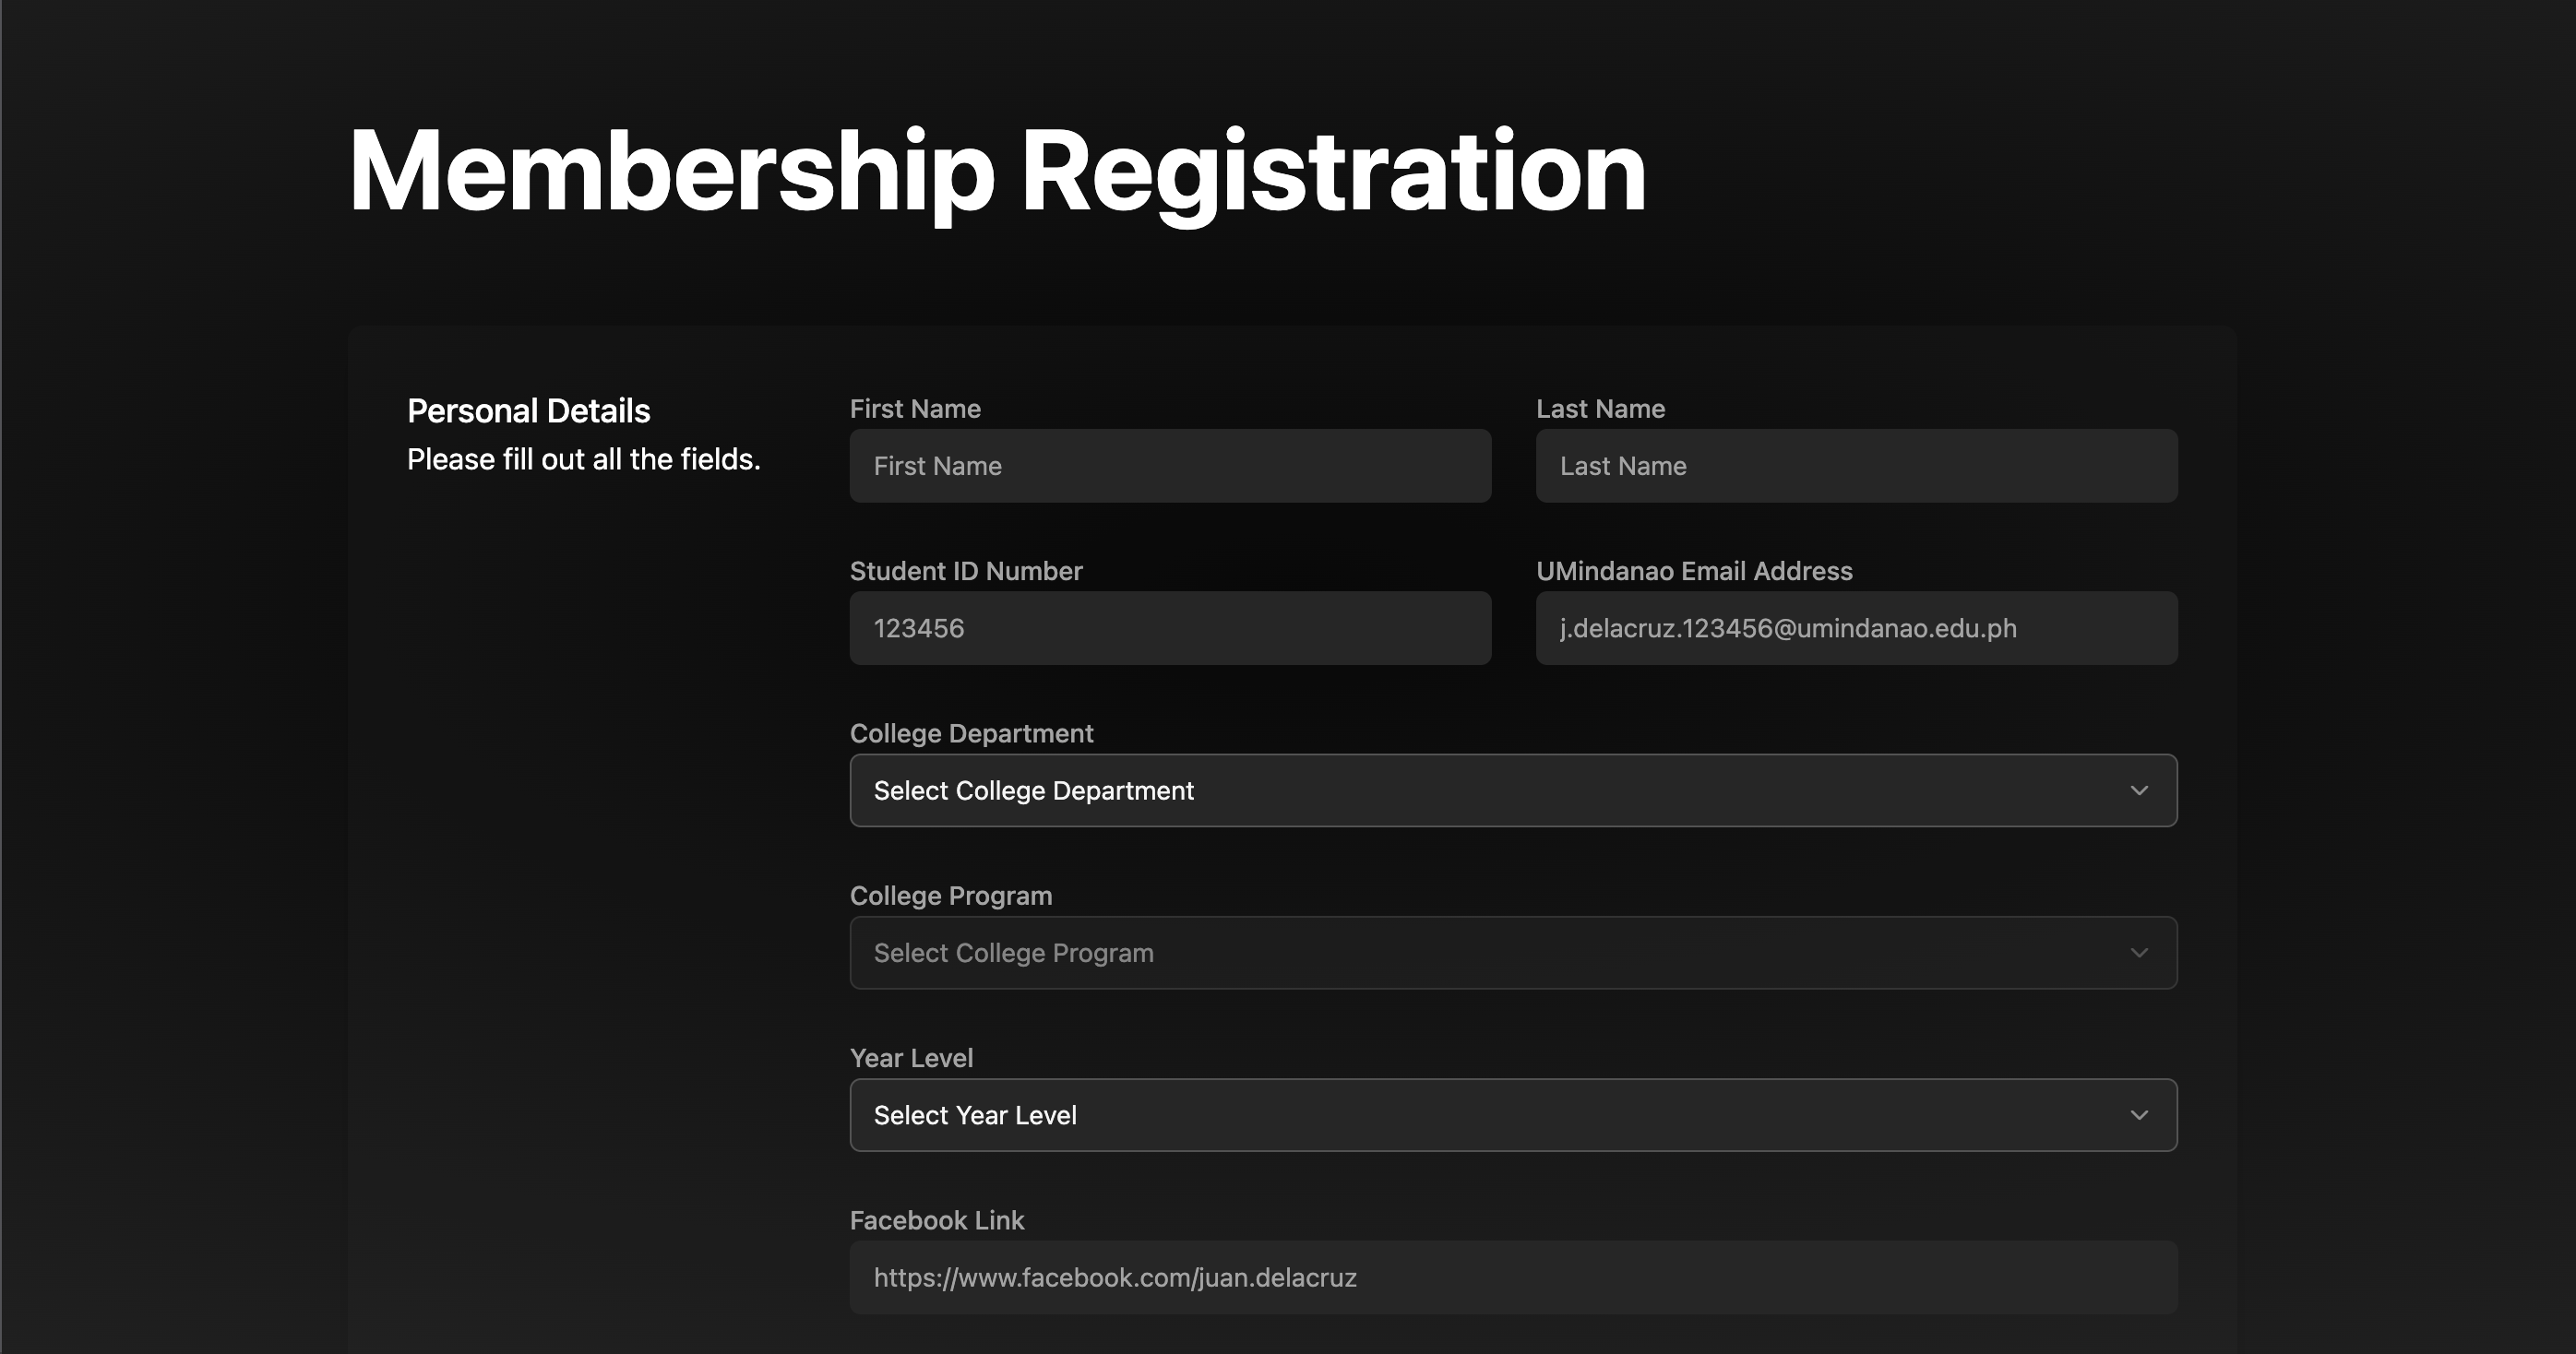 Membership Registration
Personal Details
Please fill out all the fields.
First Name
First Name
Last Name
Last Name
Student ID Number
123456
UMindanao Email Address
j.delacruz.123456@umindanao.edu.ph
College Department
Select College Department
College Program
Select College Program
Year Level
Select Year Level
Facebook Link
https://www.facebook.com/juan.delacruz